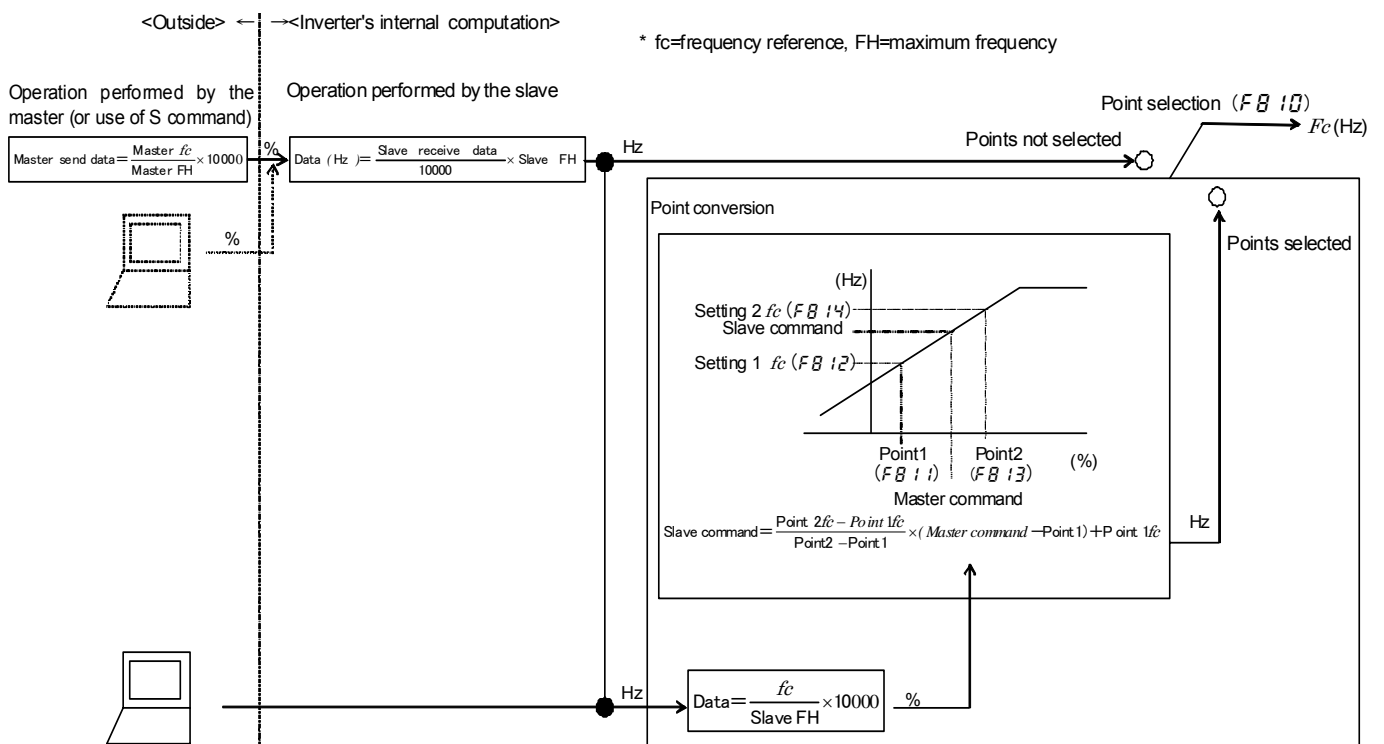 <Outside> ← →<Inverter's internal computation>
* fc=frequency reference, FH=maximum frequency
Operation performed by the
master (or use of S command)
Operation performed by the slave
Point selection (F810)
Fc (Hz)
Points not selected
Master send data=Master fc/Master FH×10000
%
Data (Hz)=Slave receive data/10000×Slave FH
Hz
%
Point conversion
Points selected
(Hz)
Setting 2 fc (F814)
Slave command
Setting 1 fc (F812)
Point1
(F811)
Point2
(F813)
(%)
Master command
Slave command=Point 2fc−Point 1fc/Point2−Point1×(Master command−Point1)+Point 1fc
Hz
Hz
Data=fc/Slave FH×10000
%